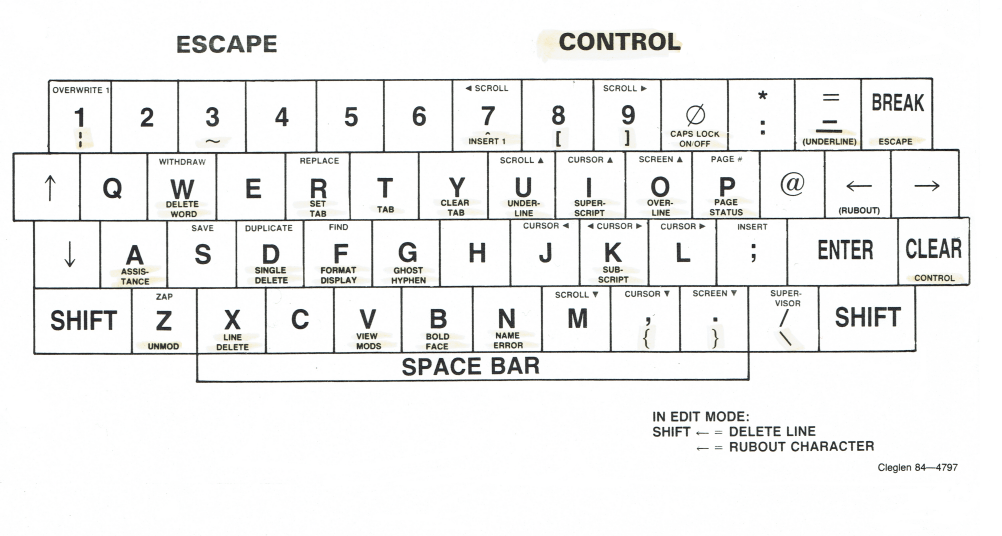 ESCAPE CONTROL
OVERWRITE 1 ◄ SCROLL SCROLL ►
1 2 3 4 5 6 7 8 9 Ø * : = – BREAK
¦ ~ ˆ INSERT 1 [ ] CAPS LOCK ON/OFF (UNDERLINE) ESCAPE
WITHDRAW REPLACE SCROLL ▲ CURSOR ▲ SCREEN ▲ PAGE #
↑ Q W E R T Y U I O P @ ← →
DELETE WORD SET TAB TAB CLEAR TAB UNDER-LINE SUPER-SCRIPT OVER-LINE PAGE STATUS (RUBOUT)
SAVE DUPLICATE FIND CURSOR ◄ ◄ CURSOR ► CURSOR ► INSERT
↓ A S D F G H J K L ; ENTER CLEAR
ASSIS-TANCE SINGLE DELETE FORMAT DISPLAY GHOST HYPHEN SUB-SCRIPT CONTROL
ZAP SCROLL ▼ CURSOR ▼ SCREEN ▼ SUPER-VISOR
SHIFT Z X C V B N M , . / SHIFT
UNMOD LINE DELETE VIEW MODS BOLD FACE NAME ERROR { } \
SPACE BAR
IN EDIT MODE:
SHIFT ← = DELETE LINE
← = RUBOUT CHARACTER
Cleglen 84—4797